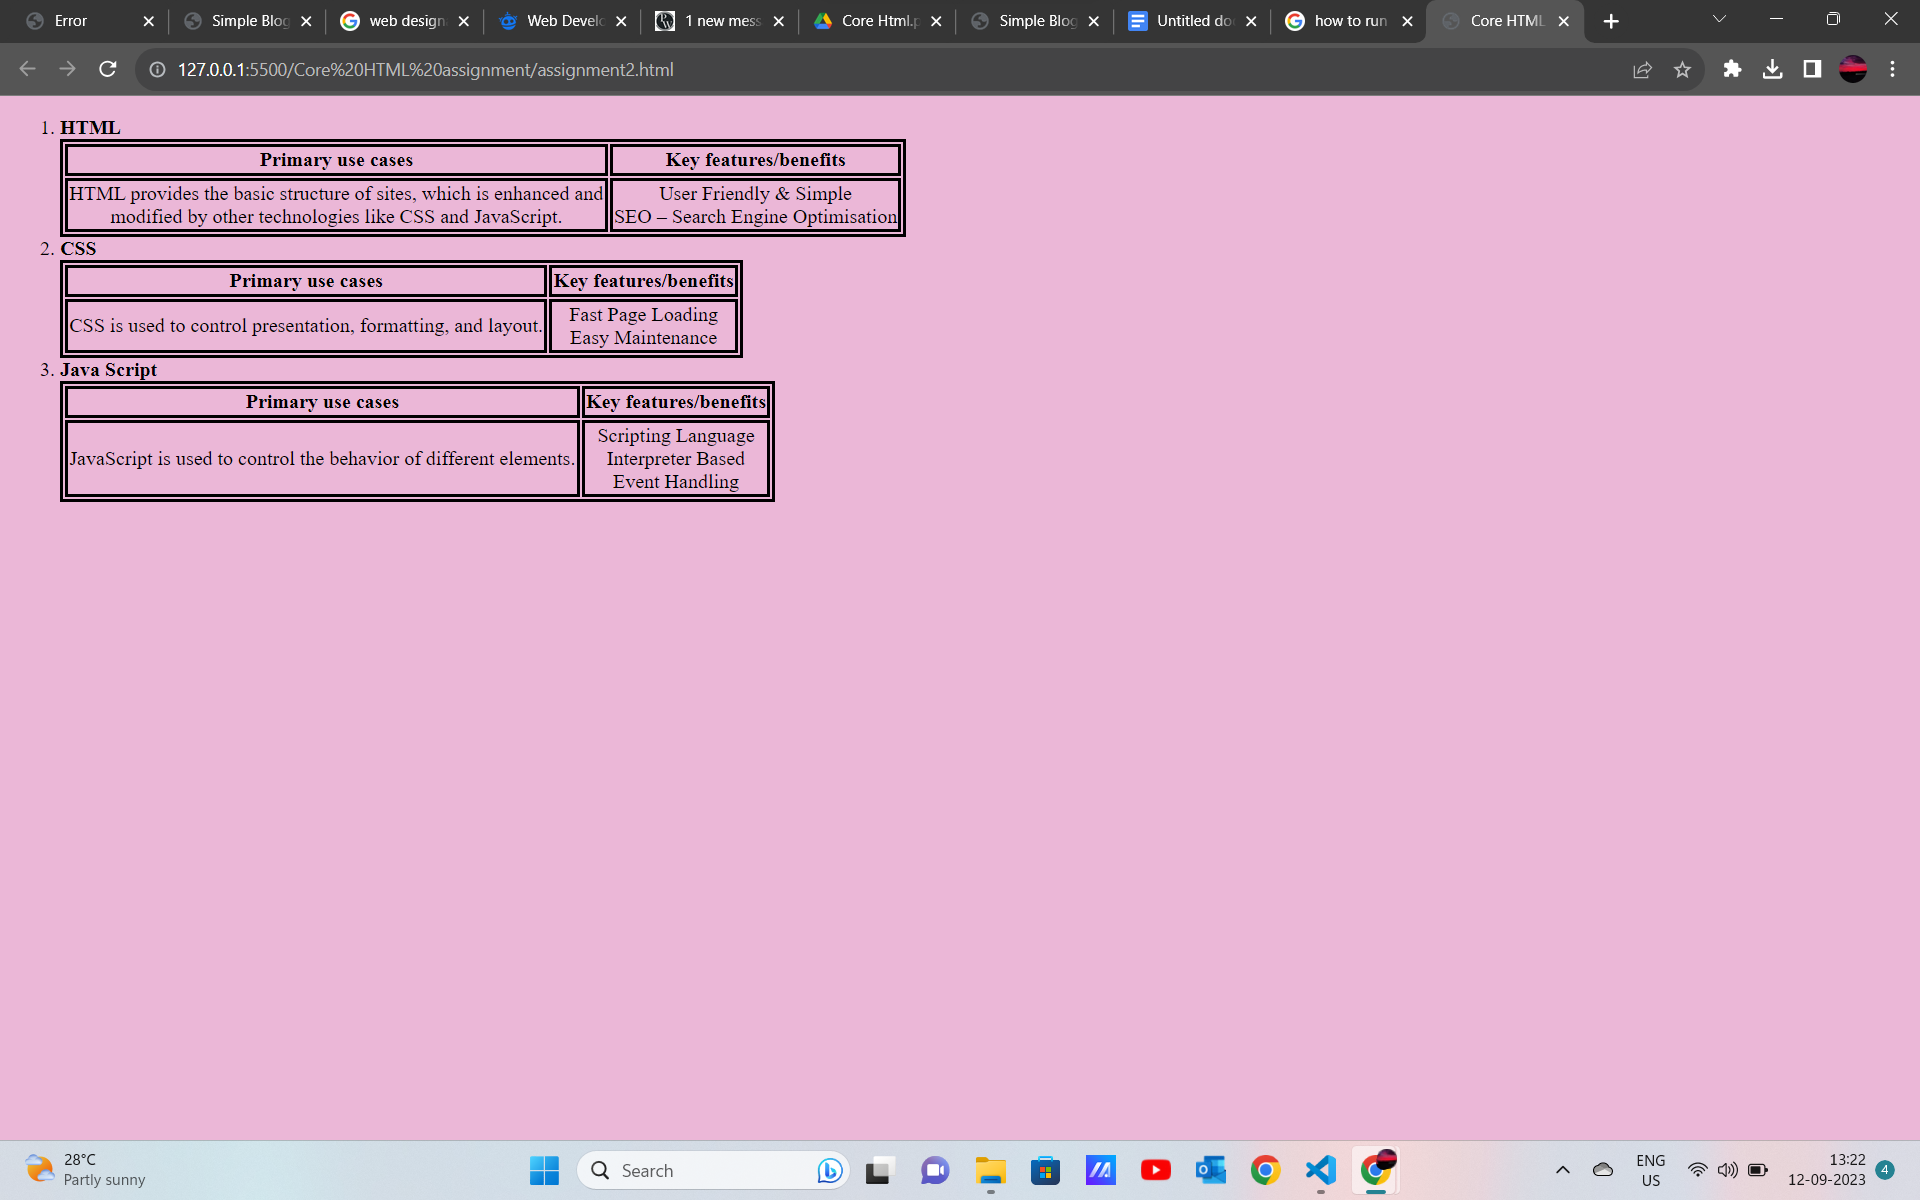 Error
Simple Blog
web design
Web Develo
1 new mess
Core Html.p
Simple Blog
Untitled do
how to run
Core HTML
127.0.0.1:5500/Core%20HTML%20assignment/assignment2.html
1. HTML
Primary use cases Key features/benefits
HTML provides the basic structure of sites, which is enhanced and
modified by other technologies like CSS and JavaScript.
User Friendly & Simple
SEO – Search Engine Optimisation
2. CSS
Primary use cases Key features/benefits
CSS is used to control presentation, formatting, and layout.
Fast Page Loading
Easy Maintenance
3. Java Script
Primary use cases Key features/benefits
JavaScript is used to control the behavior of different elements.
Scripting Language
Interpreter Based
Event Handling
28°C
Partly sunny
Search
ENG
US
13:22
12-09-2023
4